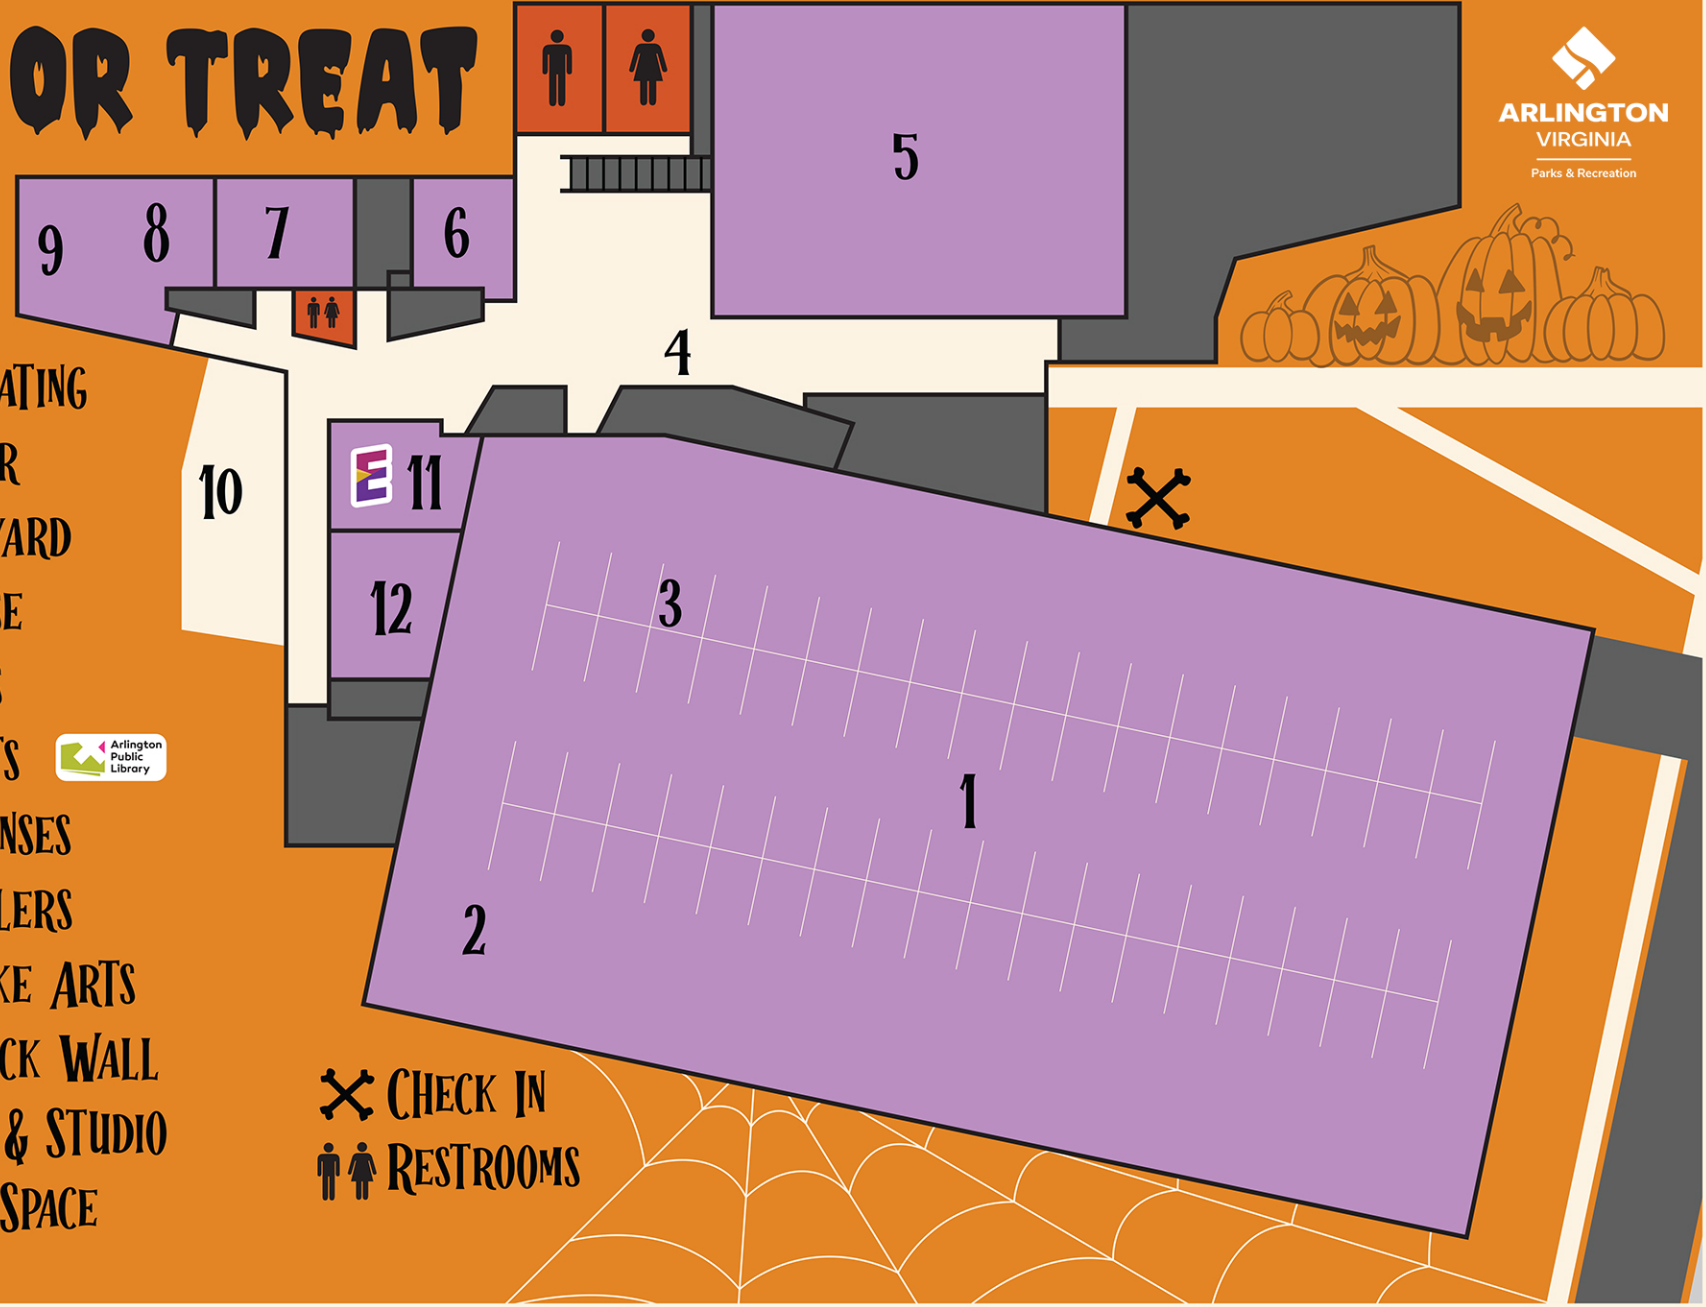 OR TREAT
ARLINGTON
VIRGINIA
Parks & Recreation
5
9
8
7
6
4
ATING
R
YARD
10
E 11
12
3
Arlington
Public
Library
NSES
1
LERS
2
KE ARTS
CK WALL
CHECK IN
& STUDIO
RESTROOMS
SPACE